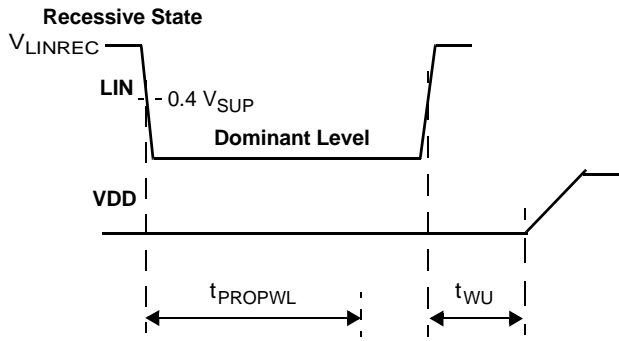 Recessive State
VLINREC
LIN
0.4 VSUP
Dominant Level
VDD
tPROPWL
tWU